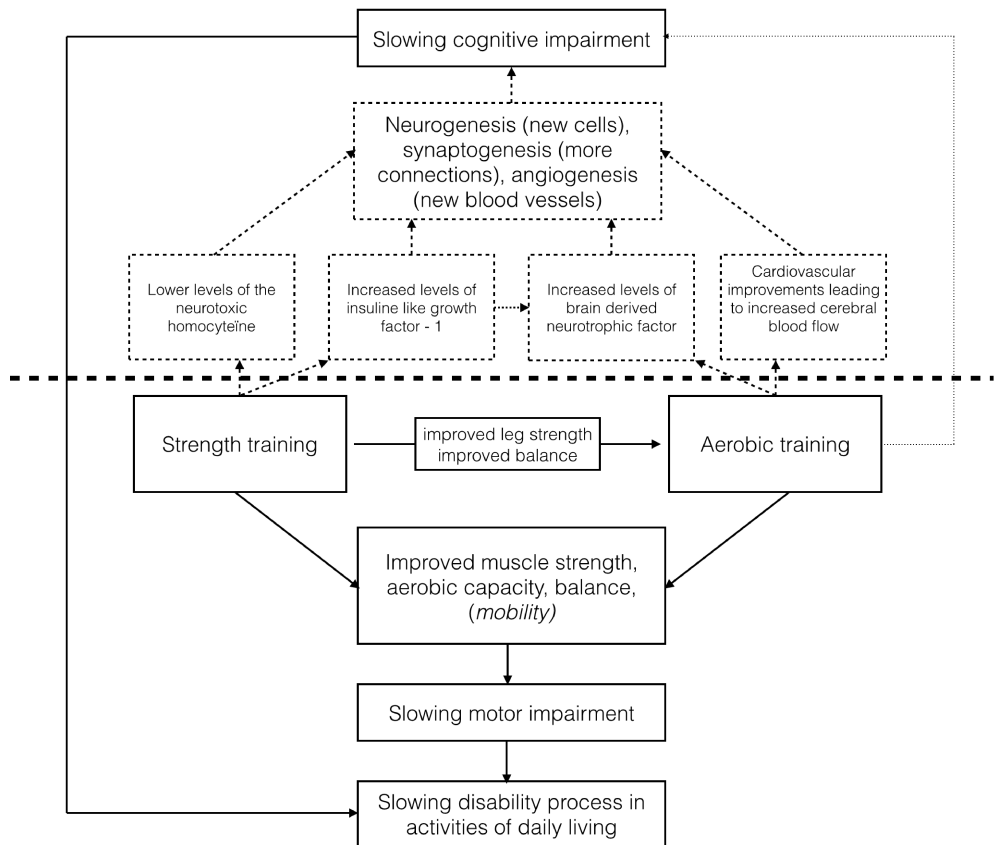 Slowing cognitive impairment
Neurogenesis (new cells),
synaptogenesis (more
connections), angiogenesis
(new blood vessels)
Lower levels of the
neurotoxic
homocyteïne
Increased levels of
insuline like growth
factor - 1
Increased levels of
brain derived
neurotrophic factor
Cardiovascular
improvements leading
to increased cerebral
blood flow
Strength training
improved leg strength
improved balance
Aerobic training
Improved muscle strength,
aerobic capacity, balance,
(mobility)
Slowing motor impairment
Slowing disability process in
activities of daily living